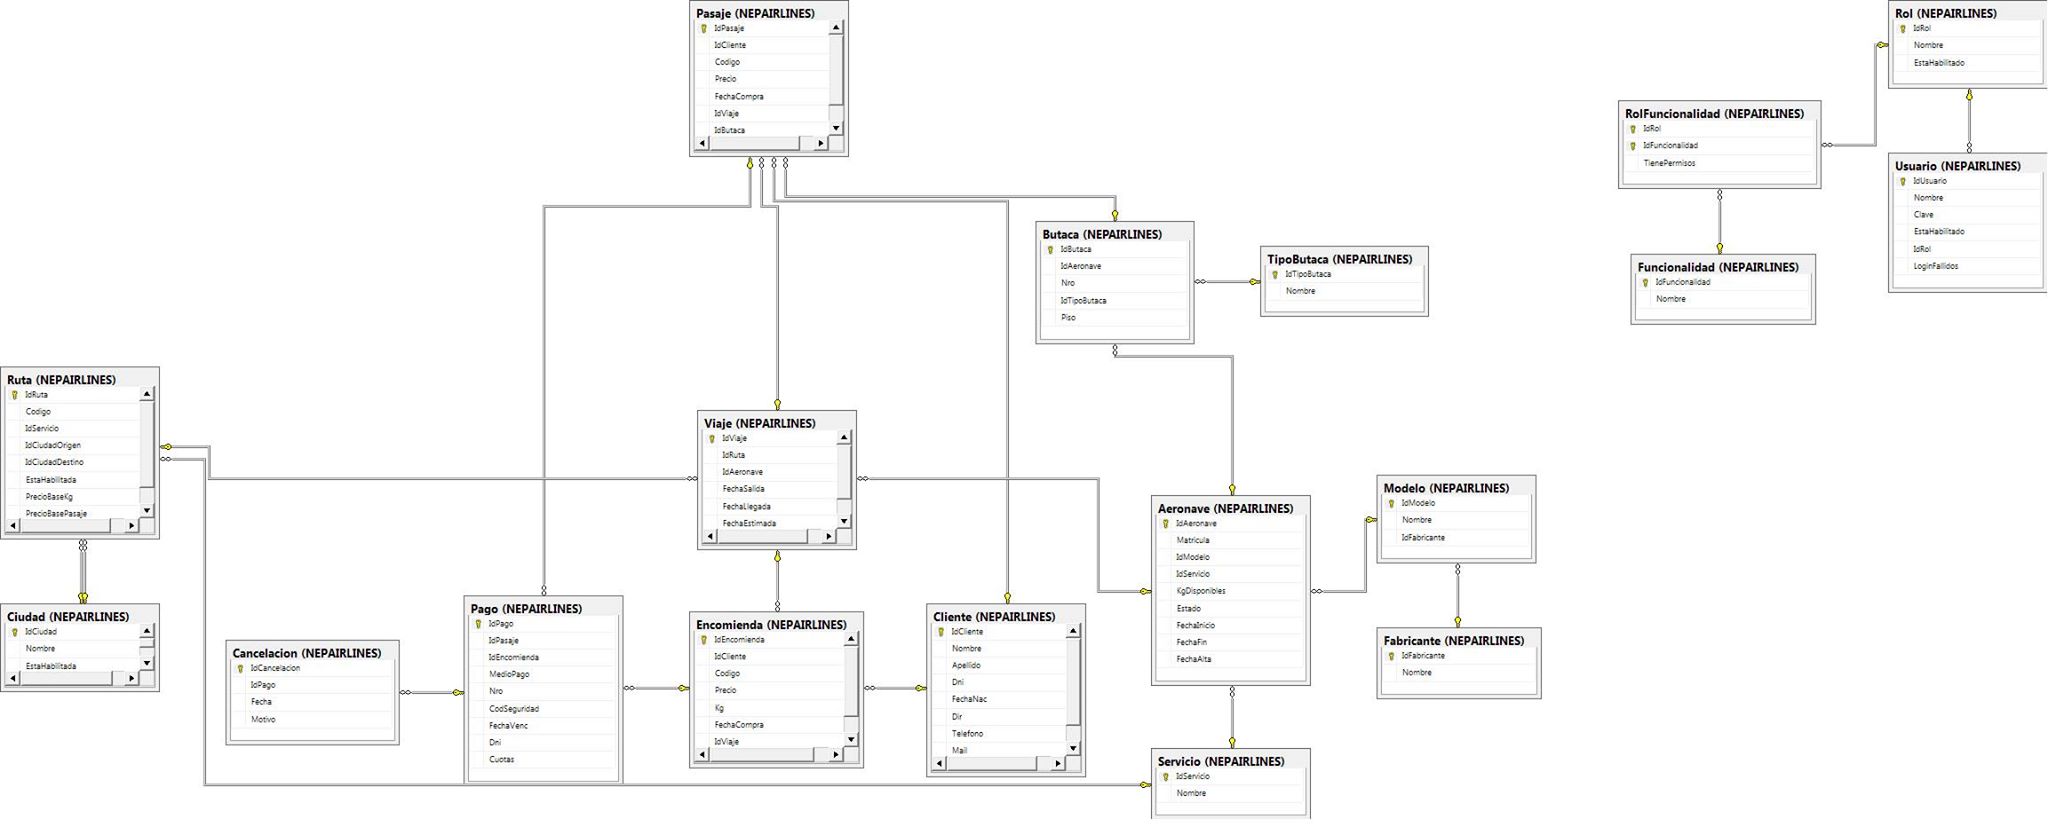 Pasaje (NEPAIRLINES)
IdPasaje
IdCliente
Codigo
Precio
FechaCompra
IdViaje
IdButaca
Rol (NEPAIRLINES)
IdRol
Nombre
EstaHabilitado
RolFuncionalidad (NEPAIRLINES)
IdRol
IdFuncionalidad
TienePermisos
Usuario (NEPAIRLINES)
IdUsuario
Nombre
Clave
EstaHabilitado
IdRol
LoginFallidos
Butaca (NEPAIRLINES)
IdButaca
IdAeronave
Nro
IdTipoButaca
Piso
TipoButaca (NEPAIRLINES)
IdTipoButaca
Nombre
Funcionalidad (NEPAIRLINES)
IdFuncionalidad
Nombre
Ruta (NEPAIRLINES)
IdRuta
Codigo
IdServicio
IdCiudadOrigen
IdCiudadDestino
EstaHabilitada
PrecioBaseKg
PrecioBasePasaje
Viaje (NEPAIRLINES)
IdViaje
IdRuta
IdAeronave
FechaSalida
FechaLlegada
FechaEstimada
Aeronave (NEPAIRLINES)
IdAeronave
Matricula
IdModelo
IdServicio
KgDisponibles
Estado
FechaInicio
FechaFin
FechaAlta
Modelo (NEPAIRLINES)
IdModelo
Nombre
IdFabricante
Ciudad (NEPAIRLINES)
IdCiudad
Nombre
EstaHabilitada
Cancelacion (NEPAIRLINES)
IdCancelacion
IdPago
Fecha
Motivo
Pago (NEPAIRLINES)
IdPago
IdPasaje
IdEncomienda
MedioPago
Nro
CodSeguridad
FechaVenc
Dni
Cuotas
Encomienda (NEPAIRLINES)
IdEncomienda
IdCliente
Codigo
Precio
Kg
FechaCompra
IdViaje
Cliente (NEPAIRLINES)
IdCliente
Nombre
Apellido
Dni
FechaNac
Dir
Telefono
Mail
Fabricante (NEPAIRLINES)
IdFabricante
Nombre
Servicio (NEPAIRLINES)
IdServicio
Nombre